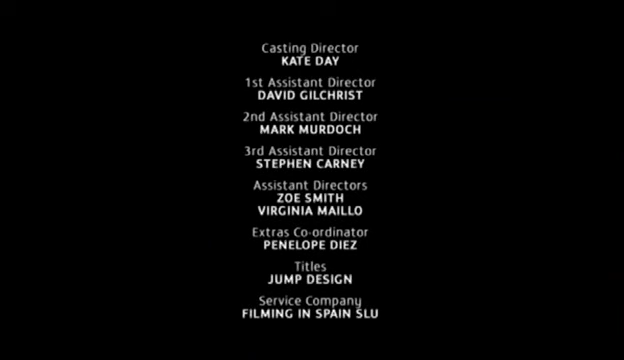 Casting Director
KATE DAY
1st Assistant Director
DAVID GILCHRIST
2nd Assistant Director
MARK MURDOCH
3rd Assistant Director
STEPHEN CARNEY
Assistant Directors
ZOE SMITH
VIRGINIA MAILLO
Extras Co-ordinator
PENELOPE DIEZ
Titles
JUMP DESIGN
Service Company
FILMING IN SPAIN SLU